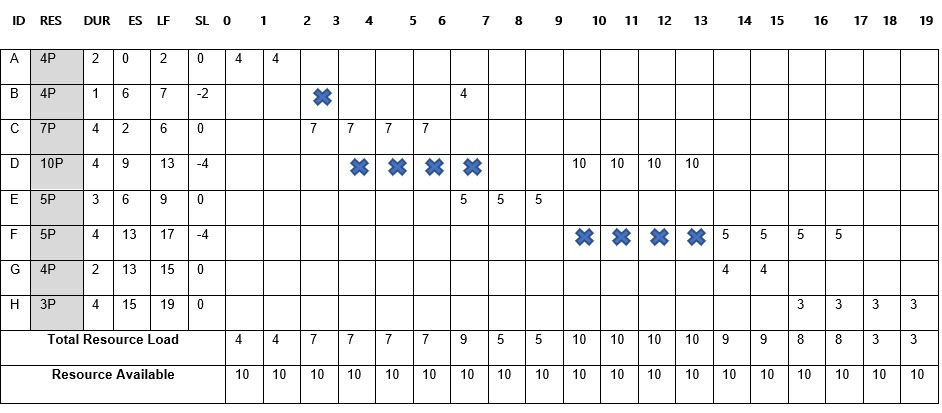 ID RES DUR ES LF SL 0 1 2 3 4 5 6 7 8 9 10 11 12 13 14 15 16 17 18 19
A 4P 2 0 2 0 4 4
B 4P 1 6 7 -2 4
C 7P 4 2 6 0 7 7 7 7
D 10P 4 9 13 -4 10 10 10 10
E 5P 3 6 9 0 5 5 5
F 5P 4 13 17 -4 5 5 5 5
G 4P 2 13 15 0 4 4
H 3P 4 15 19 0 3 3 3 3
Total Resource Load 4 4 7 7 7 7 9 5 5 10 10 10 10 9 9 8 8 3 3
Resource Available 10 10 10 10 10 10 10 10 10 10 10 10 10 10 10 10 10 10 10